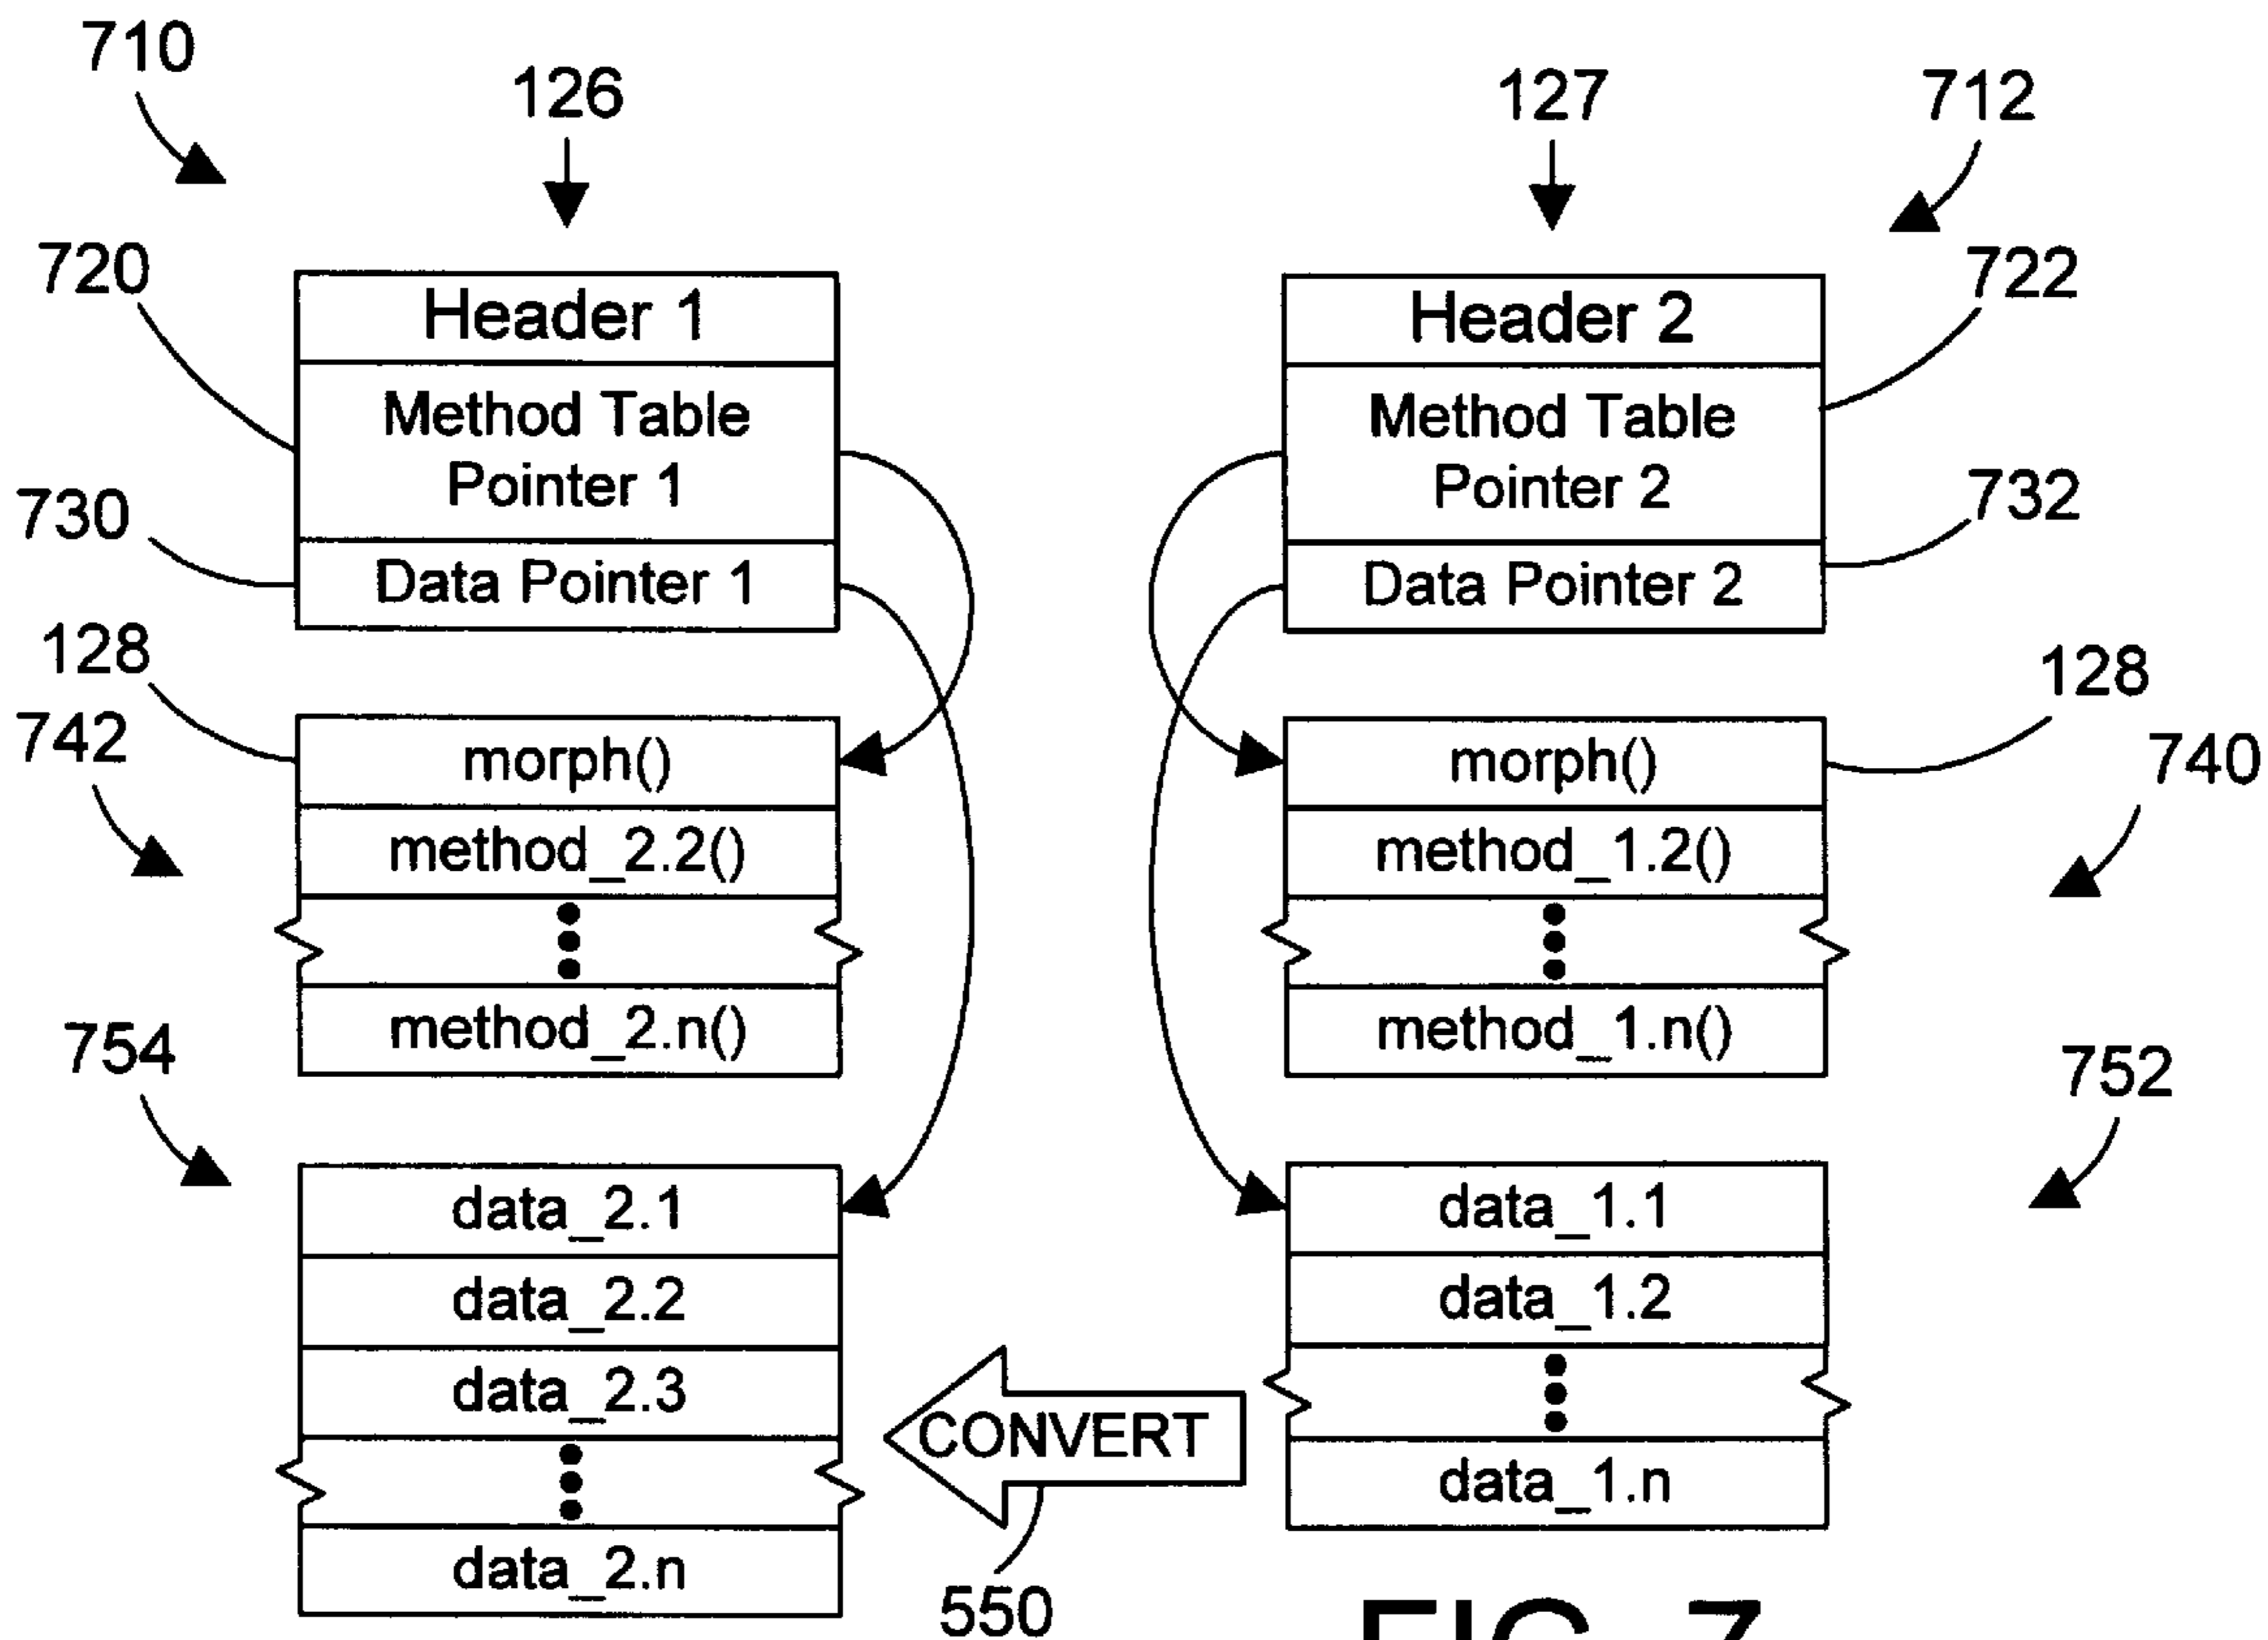 710
126
127
712
720
Header 1
Header 2
722
Method Table
Pointer 1
Method Table
Pointer 2
730
732
Data Pointer 1
Data Pointer 2
128
128
742
morph()
morph()
740
method_2.2()
method_1.2()
method_2.n()
method_1.n()
754
752
data_2.1
data_1.1
data_2.2
data_1.2
data_2.3
CONVERT
data_1.n
data_2.n
550
FIG. 7